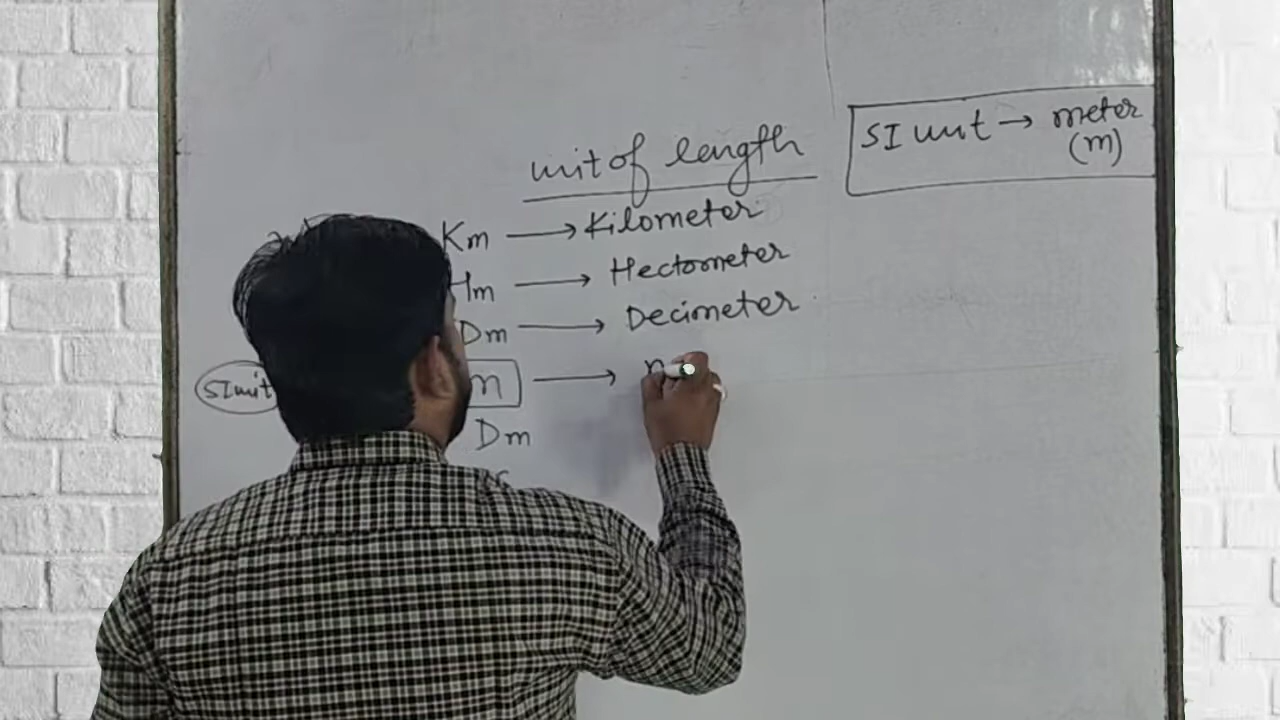 unit of length
SI unit → meter
(m)
Km → Kilometer
Hm → Hectometer
Dm → Decimeter
SI unit m →
Dm